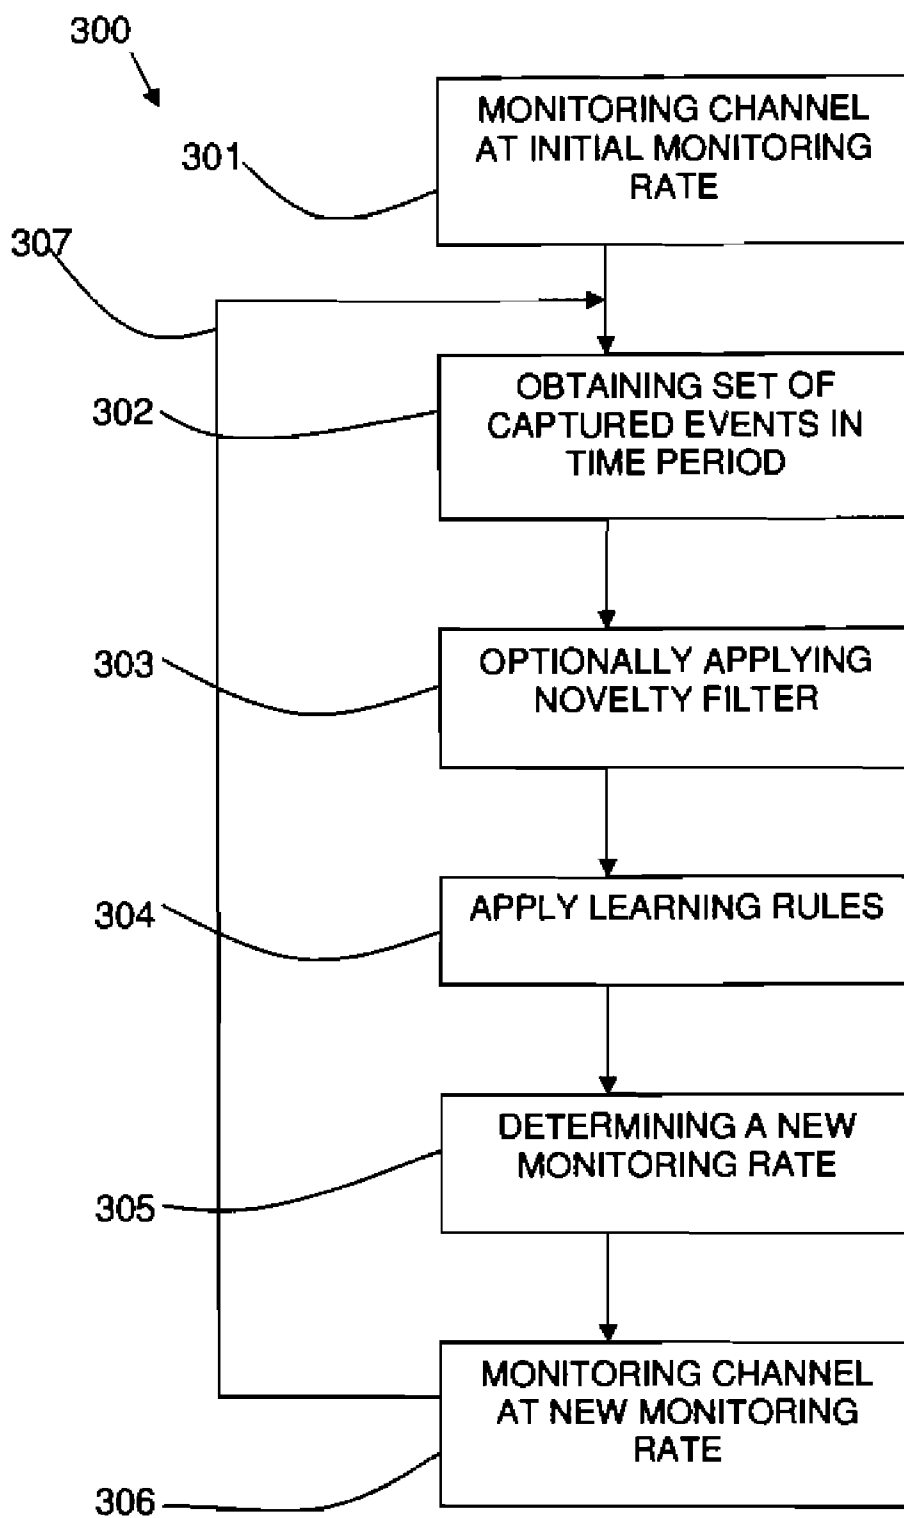 300
MONITORING CHANNEL
AT INITIAL MONITORING
RATE
301
307
OBTAINING SET OF
CAPTURED EVENTS IN
TIME PERIOD
302
OPTIONALLY APPLYING
NOVELTY FILTER
303
APPLY LEARNING RULES
304
DETERMINING A NEW
MONITORING RATE
305
MONITORING CHANNEL
AT NEW MONITORING
RATE
306